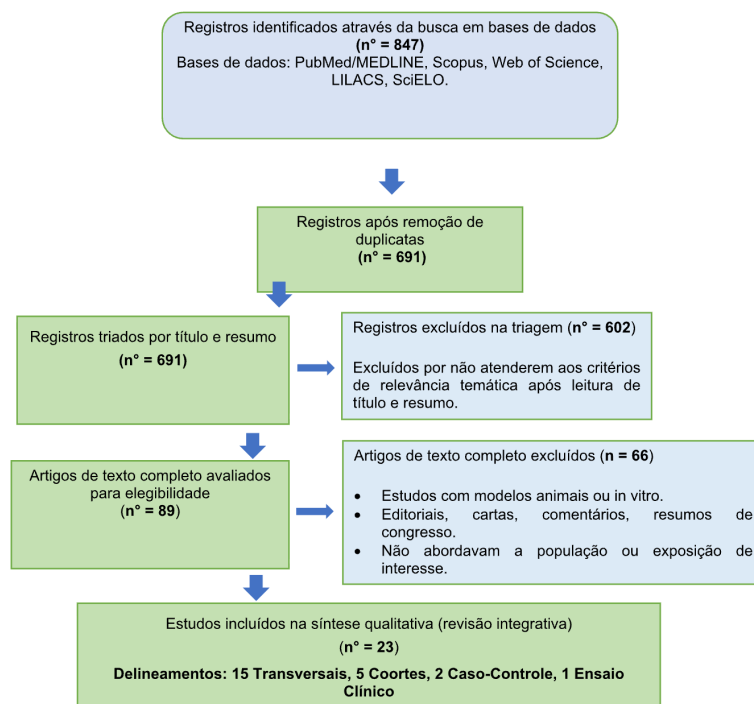 Registros identificados através da busca em bases de dados
(n° = 847)
Bases de dados: PubMed/MEDLINE, Scopus, Web of Science,
LILACS, SciELO.
Registros após remoção de
duplicatas
(n° = 691)
Registros triados por título e resumo
(n° = 691)
Registros excluídos na triagem (n° = 602)
Excluídos por não atenderem aos critérios
de relevância temática após leitura de
título e resumo.
Artigos de texto completo avaliados
para elegibilidade
(n° = 89)
Artigos de texto completo excluídos (n = 66)
• Estudos com modelos animais ou in vitro.
• Editoriais, cartas, comentários, resumos de
congresso.
• Não abordavam a população ou exposição de
interesse.
Estudos incluídos na síntese qualitativa (revisão integrativa)
(n° = 23)
Delineamentos: 15 Transversais, 5 Coortes, 2 Caso-Controle, 1 Ensaio
Clínico